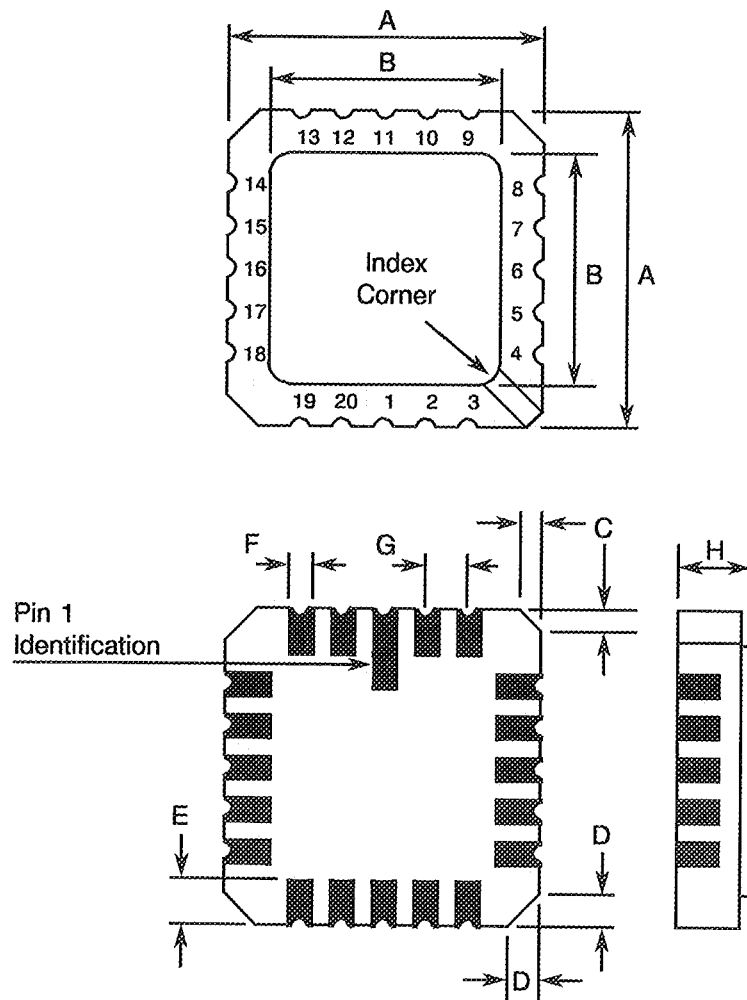 A
B
13 12 11 10 9
14 8
15 7
16 6
17 5
18 4
Index
Corner
B
A
19 20 1 2 3
C
F
G
H
Pin 1
Identification
E
D
D